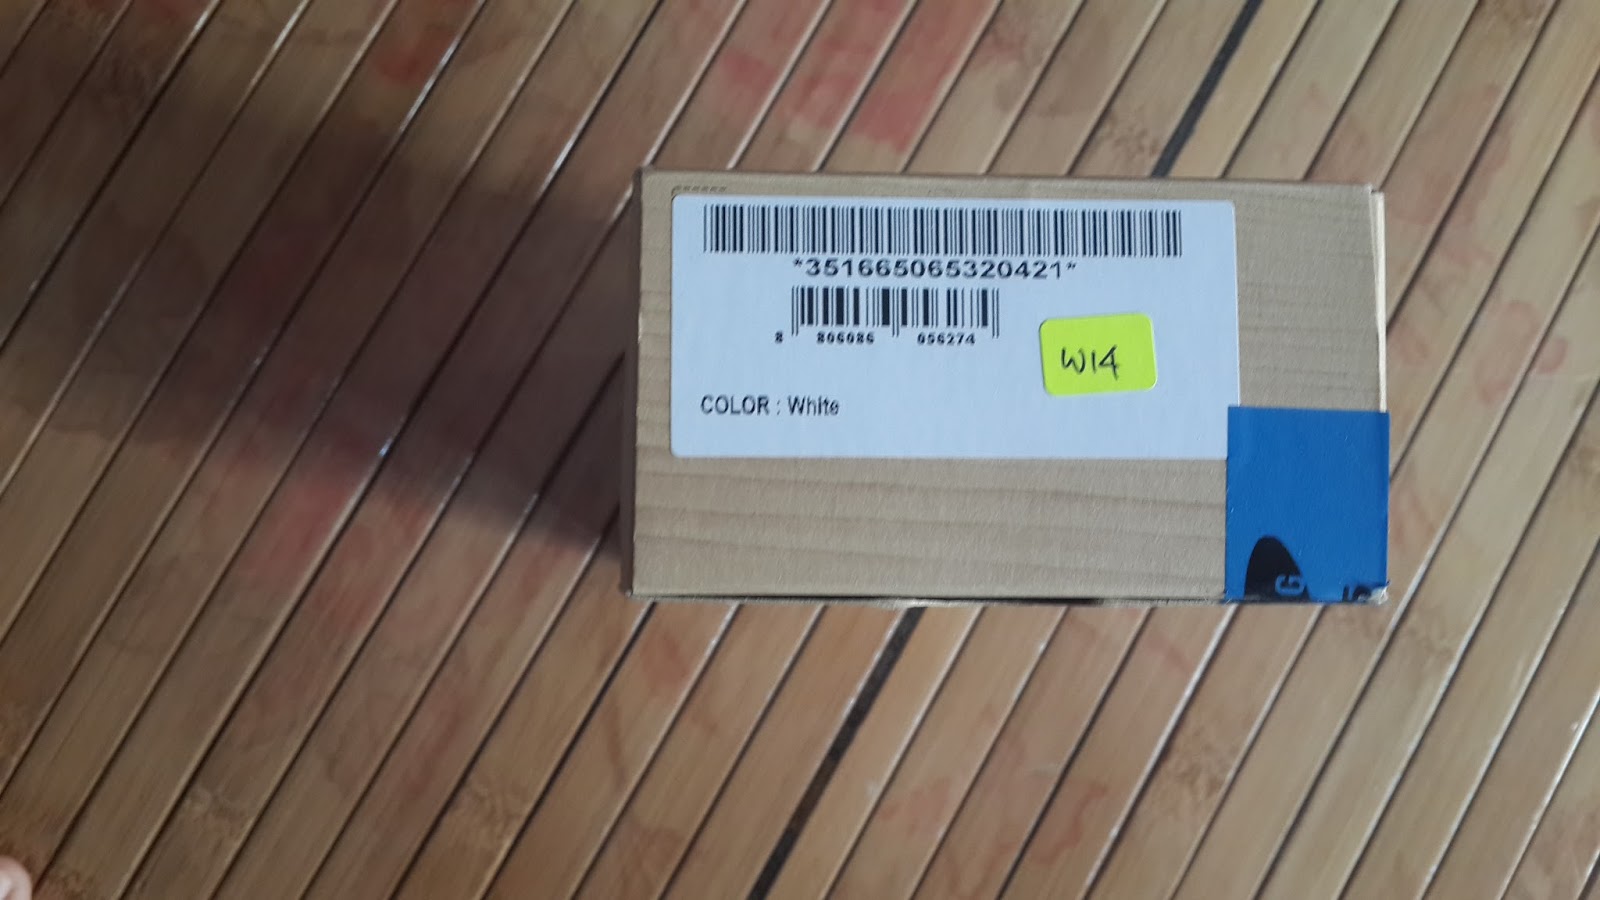 *351665065320421*
8 806086 056274
W14
COLOR : White
G